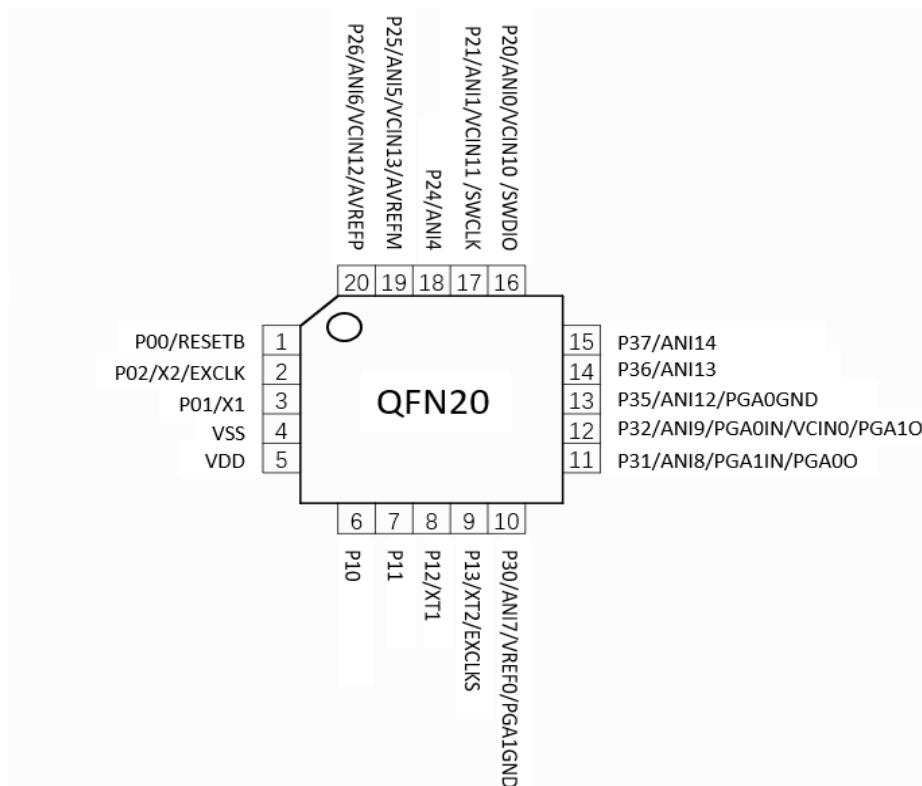 P26/ANI6/VCIN12/AVREFP
P25/ANI5/VCIN13/AVREFM
P24/ANI4
P21/ANI1/VCIN11 /SWCLK
P20/ANI0/VCIN10 /SWDIO
20 19 18 17 16
P00/RESETB 1
P02/X2/EXCLK 2
P01/X1 3
VSS 4
VDD 5
QFN20
15 P37/ANI14
14 P36/ANI13
13 P35/ANI12/PGA0GND
12 P32/ANI9/PGA0IN/VCIN0/PGA1O
11 P31/ANI8/PGA1IN/PGA0O
6 7 8 9 10
P10
P11
P12/XT1
P13/XT2/EXCLKS
P30/ANI7/VREF0/PGA1GND